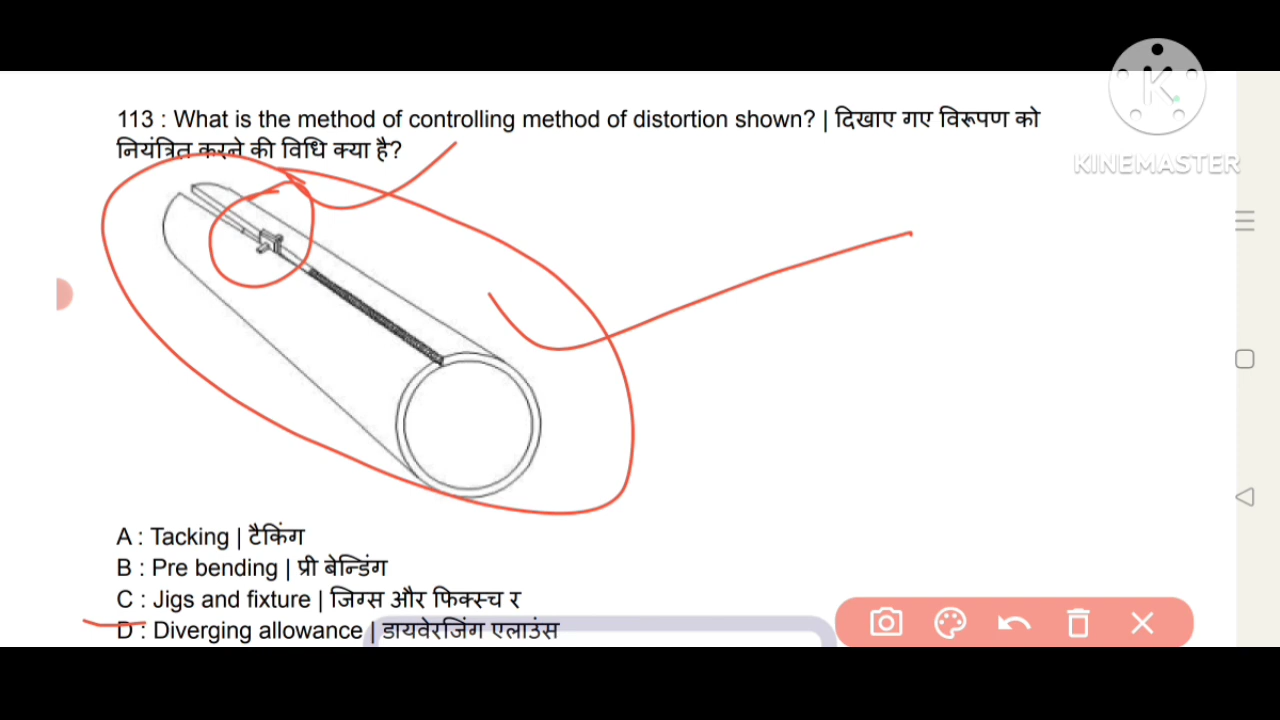 113 : What is the method of controlling method of distortion shown? | दिखाए गए विरूपण को
नियंत्रित करने की विधि क्या है?
A : Tacking | टैकिंग
B : Pre bending | प्री बेन्डिंग
C : Jigs and fixture | जिग्स और फिक्स्च र
D : Diverging allowance | डायवेरजिंग एलाउंस
K
KINEMASTER